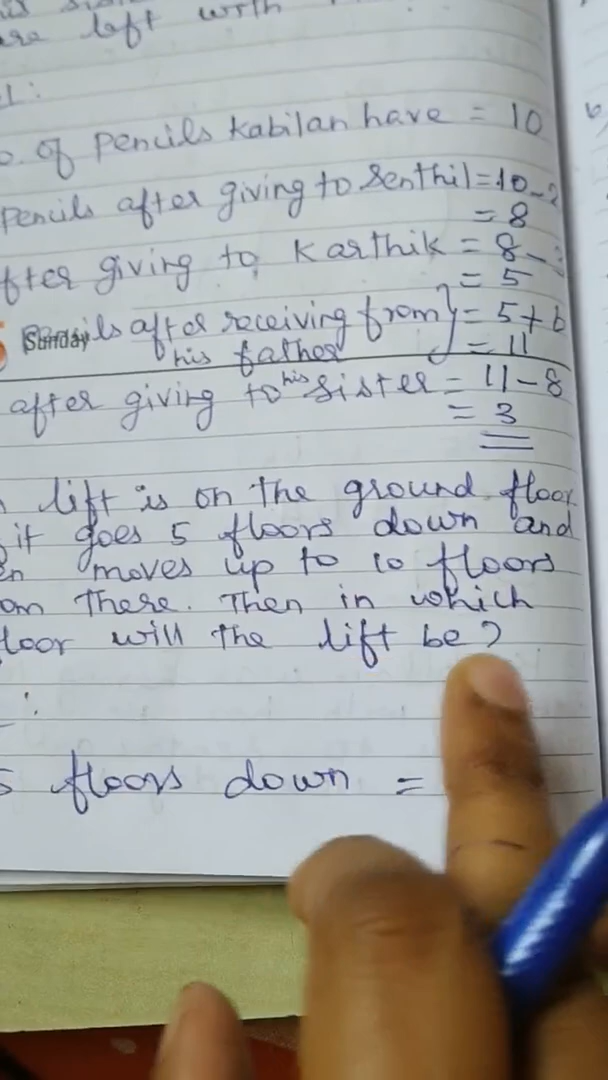 left with
of Pencils Kabilan have = 10
Pencils after giving to Senthil = 10 - 2
= 8
after giving to Karthik = 8 -
= 5
Sunday
after receiving from } = 5 + 6
his father = 11
after giving to his sister = 11 - 8
= 3
lift is on the ground floor
it goes 5 floors down and
moves up to 10 floors
there. Then in which
floor will the lift be?
floors down =